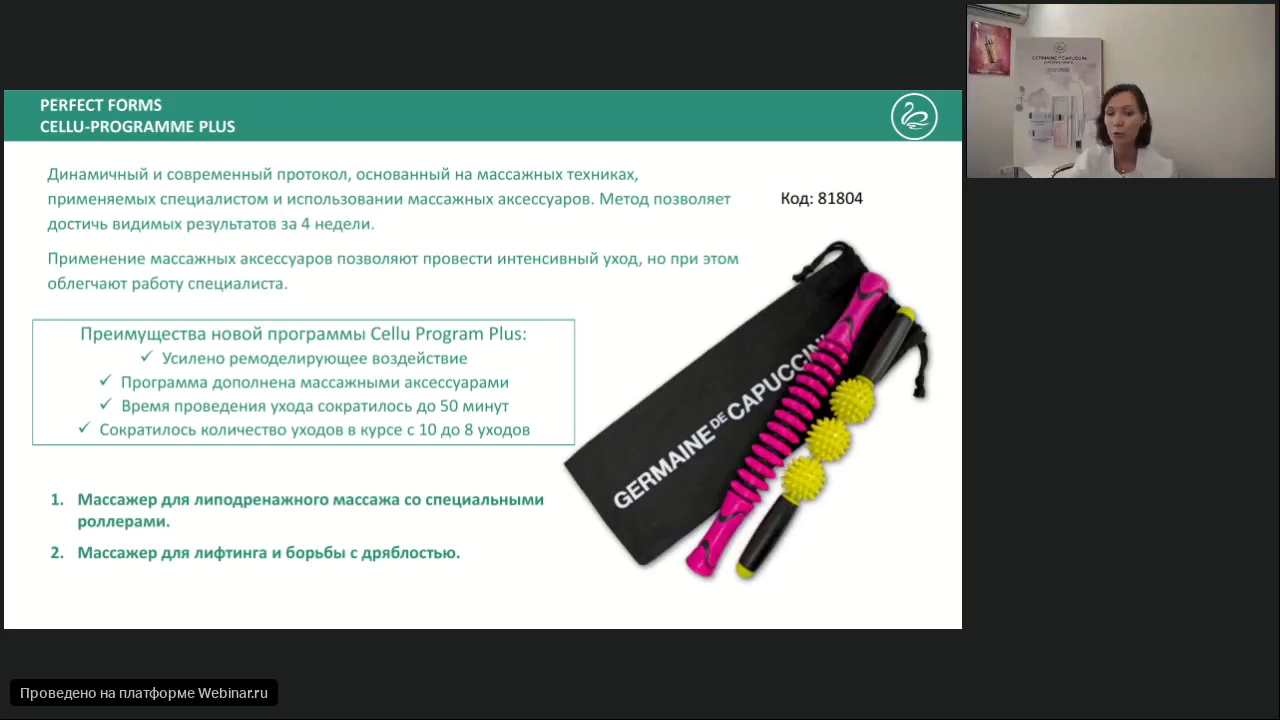 PERFECT FORMS
CELLU-PROGRAMME PLUS
Динамичный и современный протокол, основанный на массажных техниках,
применяемых специалистом и использовании массажных аксессуаров. Метод позволяет
достичь видимых результатов за 4 недели.
Код: 81804
Применение массажных аксессуаров позволяют провести интенсивный уход, но при этом
облегчают работу специалиста.
Преимущества новой программы Cellu Program Plus:
✓ Усилено ремоделирующее воздействие
✓ Программа дополнена массажными аксессуарами
✓ Время проведения ухода сократилось до 50 минут
✓ Сократилось количество уходов в курсе с 10 до 8 уходов
1. Массажер для липодренажного массажа со специальными
роллерами.
2. Массажер для лифтинга и борьбы с дряблостью.
GERMAINE DE CAPUCCINI
GERMAINE DE CAPUCCINI
Проведено на платформе Webinar.ru